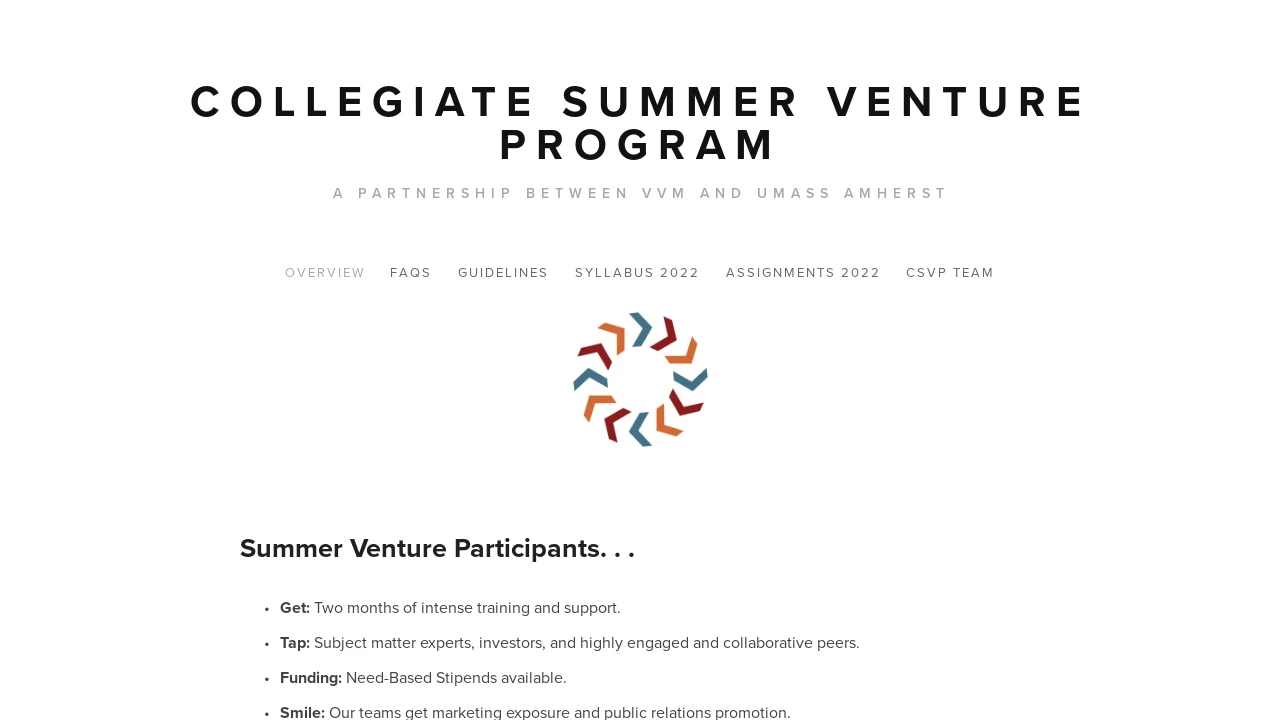 COLLEGIATE SUMMER VENTURE
PROGRAM
A PARTNERSHIP BETWEEN VVM AND UMASS AMHERST
OVERVIEW FAQS GUIDELINES SYLLABUS 2022 ASSIGNMENTS 2022 CSVP TEAM
Summer Venture Participants. . .
• Get: Two months of intense training and support.
• Tap: Subject matter experts, investors, and highly engaged and collaborative peers.
• Funding: Need-Based Stipends available.
• Smile: Our teams get marketing exposure and public relations promotion.